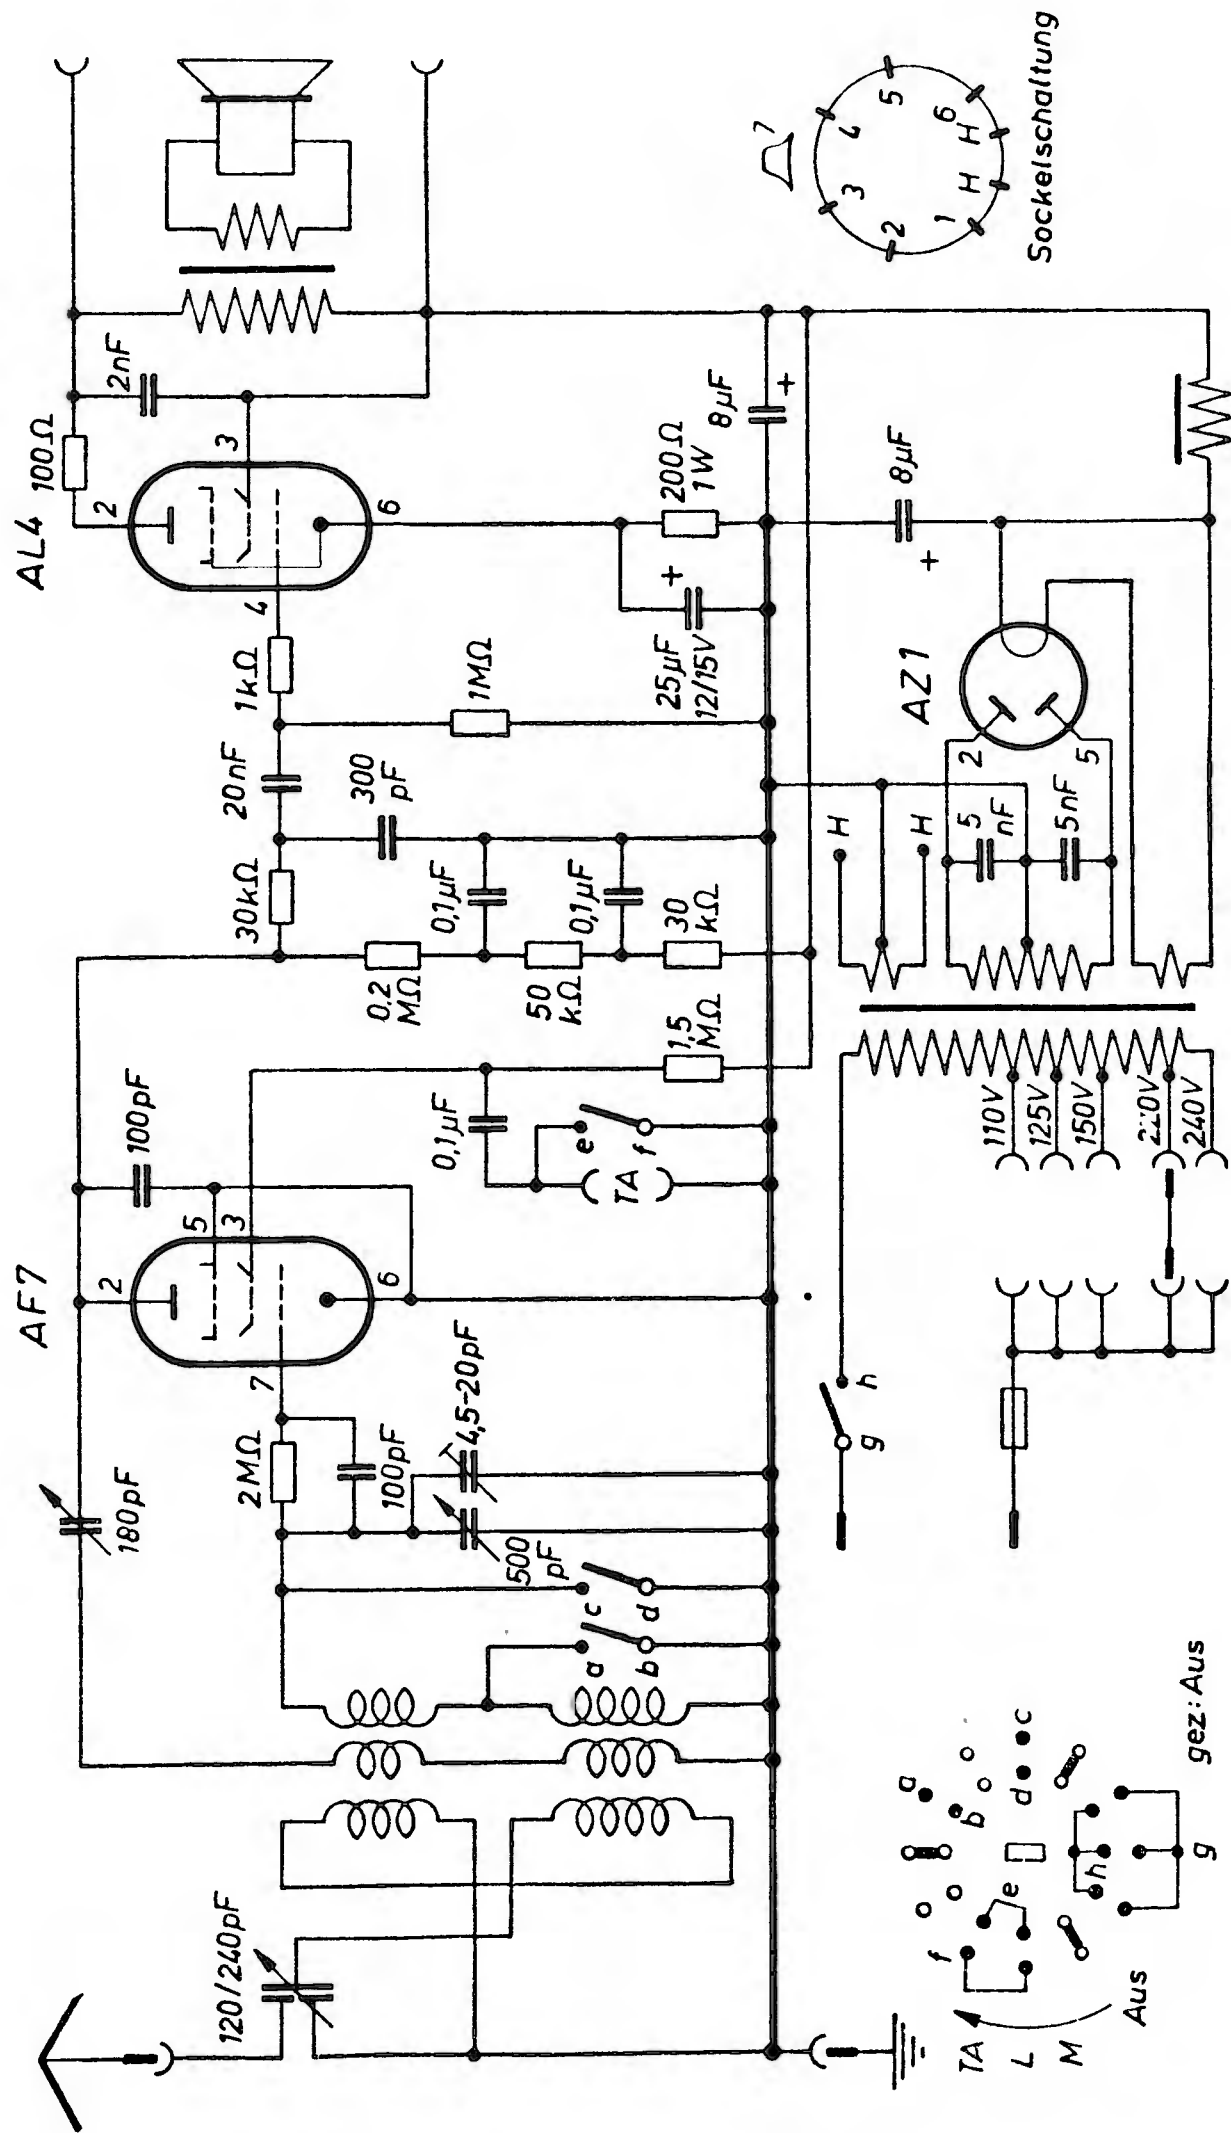 AF7
AL4
AZ1
120/240pF
180pF
2MΩ
100pF
4,5-20pF
500
pF
7
2
5
3
6
100pF
a
b
c
d
0,1µF
TA
e
f
1,5
MΩ
30kΩ
0,2
MΩ
50
kΩ
30
kΩ
0,1µF
0,1µF
300
pF
20nF
1kΩ
1MΩ
4
2
3
6
100Ω
2nF
25µF
12/15V
+
200Ω
1W
8µF
+
8µF
+
2
5
5
nF
5nF
H
H
g
h
110V
125V
150V
220V
240V
TA
L
M
Aus
f
e
a
b
d
c
h
g
gez: Aus
7
1
2
3
4
5
6
H
H
Sockelschaltung